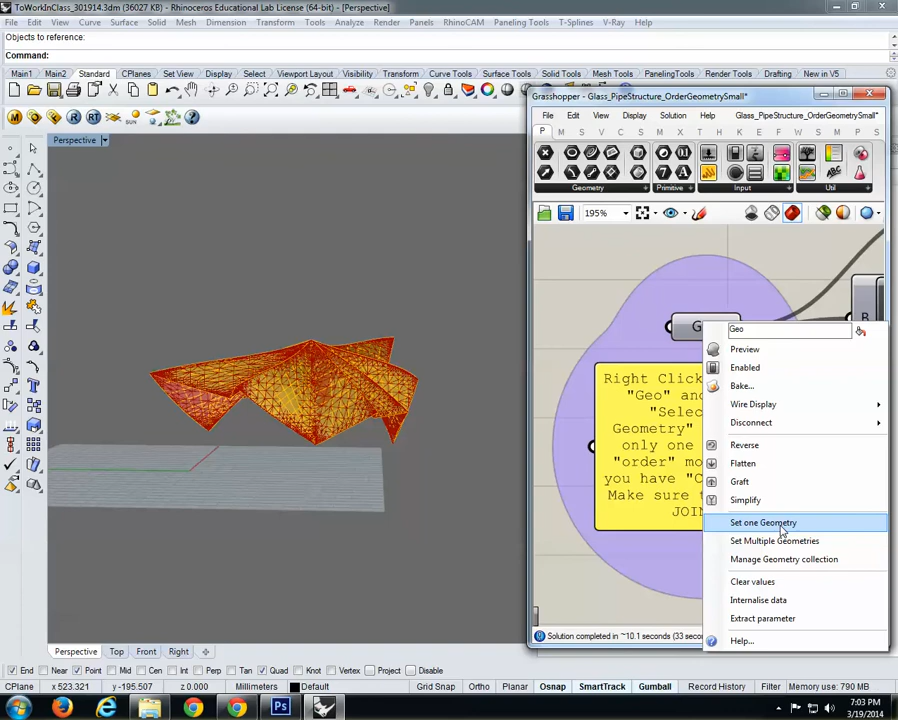 ToWorkInClass_301914.3dm (36027 KB) - Rhinoceros Educational Lab License (64-bit) - [Perspective]
File Edit View Curve Surface Solid Mesh Dimension Transform Tools Analyze Render Panels RhinoCAM Paneling Tools T-Splines V-Ray Help
Objects to reference:
Command:
Main1 Main2 Standard CPlanes Set View Display Select Viewport Layout Visibility Transform Curve Tools Surface Tools Solid Tools Mesh Tools PanelingTools Render Tools Drafting New in V5
Perspective
Grasshopper - Glass_PipeStructure_OrderGeometrySmall*
File Edit View Display Solution Help Glass_PipeStructure_OrderGeometrySmall*
P M S V C S M X T D
Geometry Primitive Input Util
195%
Right Click
"Geo" and
"Select
Geometry"
only one
"order" mo
you have "C
Make sure t
JOIN
B
Geo
Preview
Enabled
Bake...
Wire Display
Disconnect
Reverse
Flatten
Graft
Simplify
Set one Geometry
Set Multiple Geometries
Manage Geometry collection
Clear values
Internalise data
Extract parameter
Help...
Solution completed in ~10.1 seconds (33 seco
Perspective Top Front Right
End Near Point Mid Cen Int Perp Tan Quad Knot Vertex Project Disable
CPlane x 523.321 y -195.507 z 0.000 Millimeters Default Grid Snap Ortho Planar Osnap SmartTrack Gumball Record History Filter Memory use: 790 MB
7:03 PM
3/19/2014